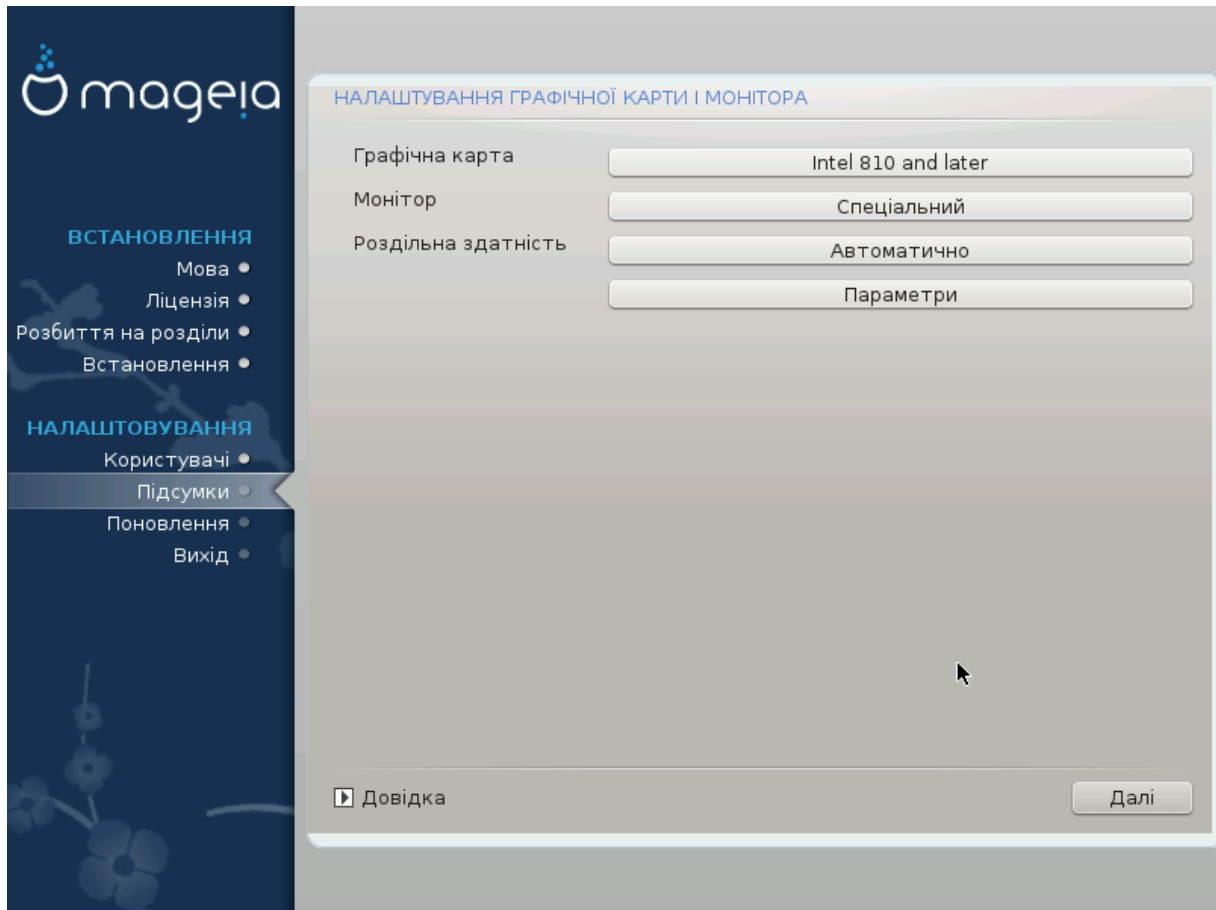 mageia
ВСТАНОВЛЕННЯ
Мова
Ліцензія
Розбиття на розділи
Встановлення
НАЛАШТОВУВАННЯ
Користувачі
Підсумки
Поновлення
Вихід
НАЛАШТУВАННЯ ГРАФІЧНОЇ КАРТИ І МОНІТОРА
Графічна карта Intel 810 and later
Монітор Спеціальний
Роздільна здатність Автоматично
Параметри
Довідка Далі